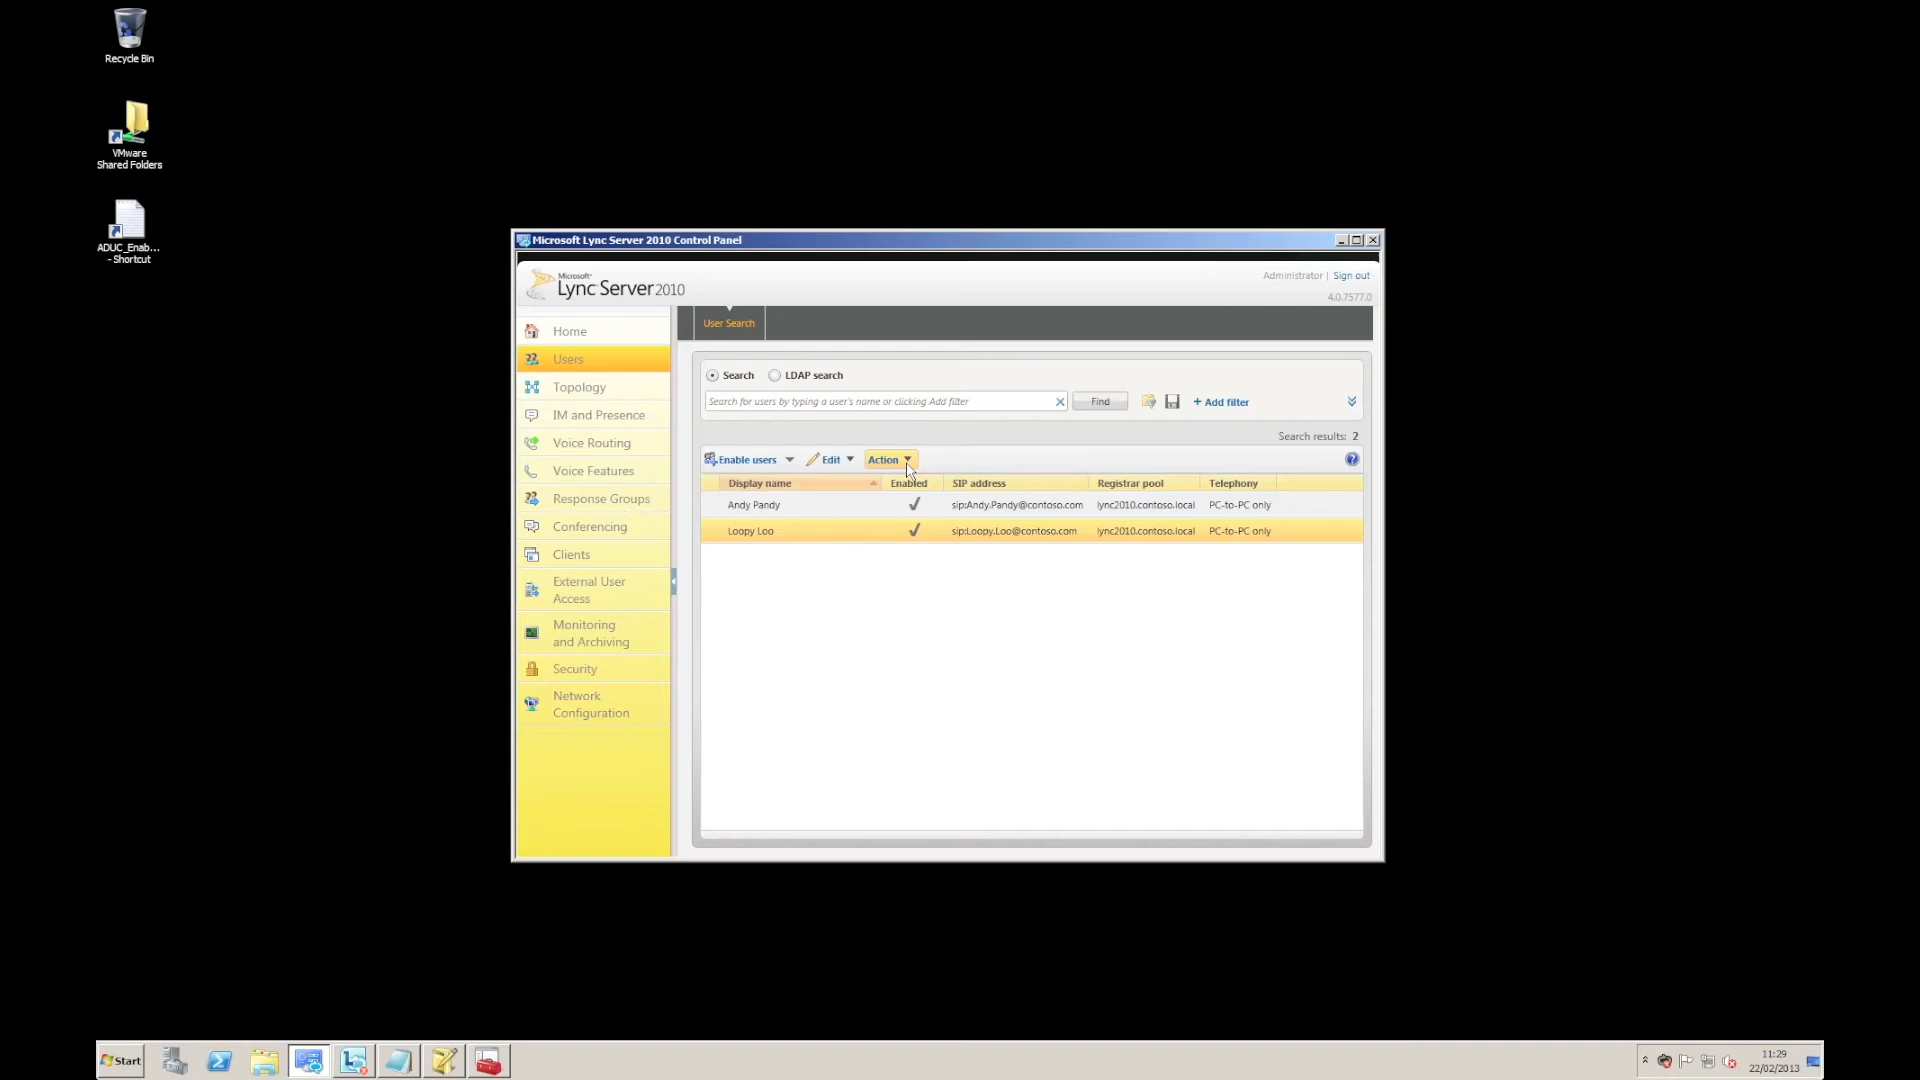 Recycle Bin
VMware
Shared Folders
ADUC_Enab...
- Shortcut
Microsoft Lync Server 2010 Control Panel
Administrator | Sign out
Microsoft®
Lync Server 2010
4.0.7577.0
Home
Users
Topology
IM and Presence
Voice Routing
Voice Features
Response Groups
Conferencing
Clients
External User
Access
Monitoring
and Archiving
Security
Network
Configuration
User Search
Search LDAP search
Search for users by typing a user's name or clicking Add filter
Find
+ Add filter
Search results: 2
Enable users Edit Action
Display name Enabled SIP address Registrar pool Telephony
Andy Pandy sip:Andy.Pandy@contoso.com lync2010.contoso.local PC-to-PC only
Loopy Loo sip:Loopy.Loo@contoso.com lync2010.contoso.local PC-to-PC only
Start
11:29
22/02/2013